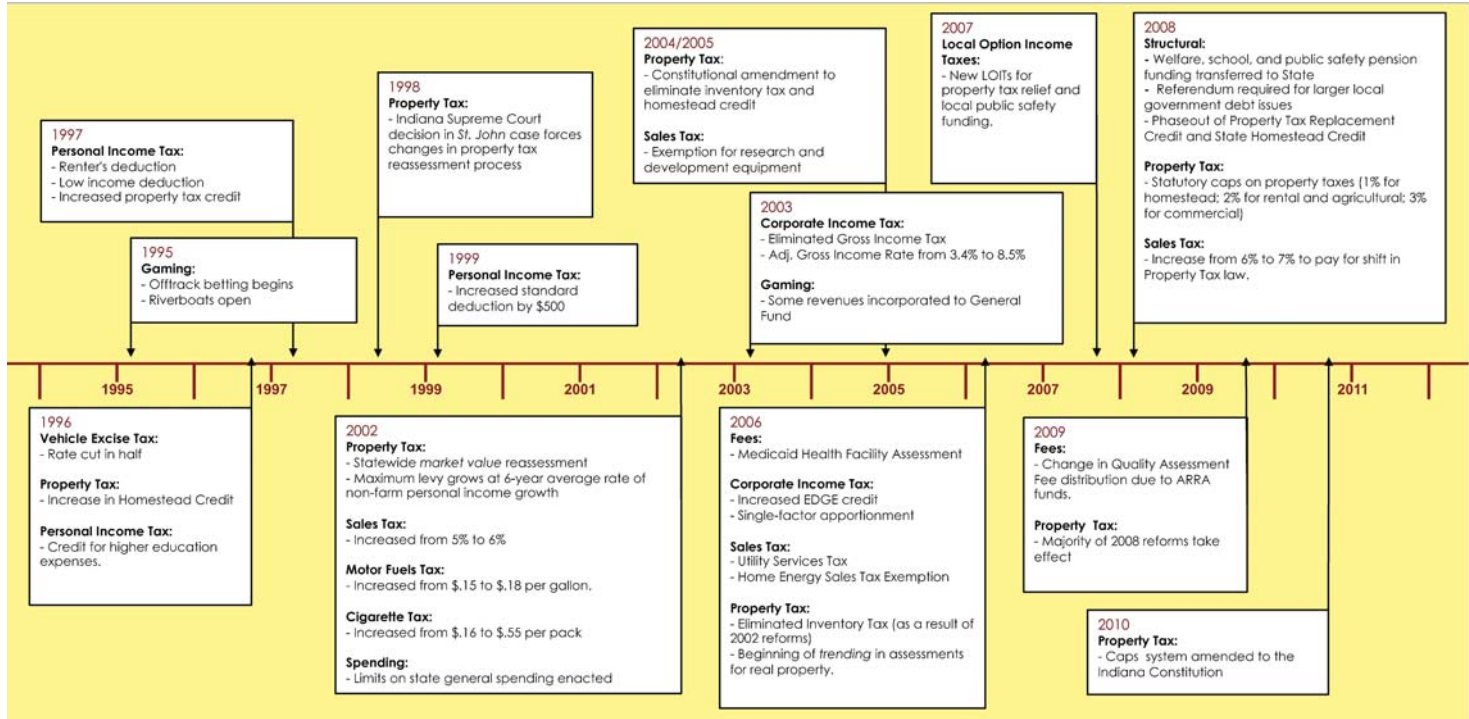 1997
Personal Income Tax:
- Renter's deduction
- Low income deduction
- Increased property tax credit
1995
Gaming:
- Offtrack betting begins
- Riverboats open
1998
Property Tax:
- Indiana Supreme Court
decision in St. John case forces
changes in property tax
reassessment process
1999
Personal Income Tax:
- Increased standard
deduction by $500
2004/2005
Property Tax:
- Constitutional amendment to
eliminate inventory tax and
homestead credit
Sales Tax:
- Exemption for research and
development equipment
2003
Corporate Income Tax:
- Eliminated Gross Income Tax
- Adj. Gross Income Rate from 3.4% to 8.5%
Gaming:
- Some revenues incorporated to General
Fund
2007
Local Option Income
Taxes:
- New LOITs for
property tax relief and
local public safety
funding.
2008
Structural:
- Welfare, school, and public safety pension
funding transferred to State
- Referendum required for larger local
government debt issues
- Phaseout of Property Tax Replacement
Credit and State Homestead Credit
Property Tax:
- Statutory caps on property taxes (1% for
homestead; 2% for rental and agricultural; 3%
for commercial)
Sales Tax:
- Increase from 6% to 7% to pay for shift in
Property Tax law.
1995 1997 1999 2001 2003 2005 2007 2009 2011
1996
Vehicle Excise Tax:
- Rate cut in half
Property Tax:
- Increase in Homestead Credit
Personal Income Tax:
- Credit for higher education
expenses.
2002
Property Tax:
- Statewide market value reassessment
- Maximum levy grows at 6-year average rate of
non-farm personal income growth
Sales Tax:
- Increased from 5% to 6%
Motor Fuels Tax:
- Increased from $.15 to $.18 per gallon.
Cigarette Tax:
- Increased from $.16 to $.55 per pack
Spending:
- Limits on state general spending enacted
2006
Fees:
- Medicaid Health Facility Assessment
Corporate Income Tax:
- Increased EDGE credit
- Single-factor apportionment
Sales Tax:
- Utility Services Tax
- Home Energy Sales Tax Exemption
Property Tax:
- Eliminated Inventory Tax (as a result of
2002 reforms)
- Beginning of trending in assessments
for real property.
2009
Fees:
- Change in Quality Assessment
Fee distribution due to ARRA
funds.
Property Tax:
- Majority of 2008 reforms take
effect
2010
Property Tax:
- Caps system amended to the
Indiana Constitution